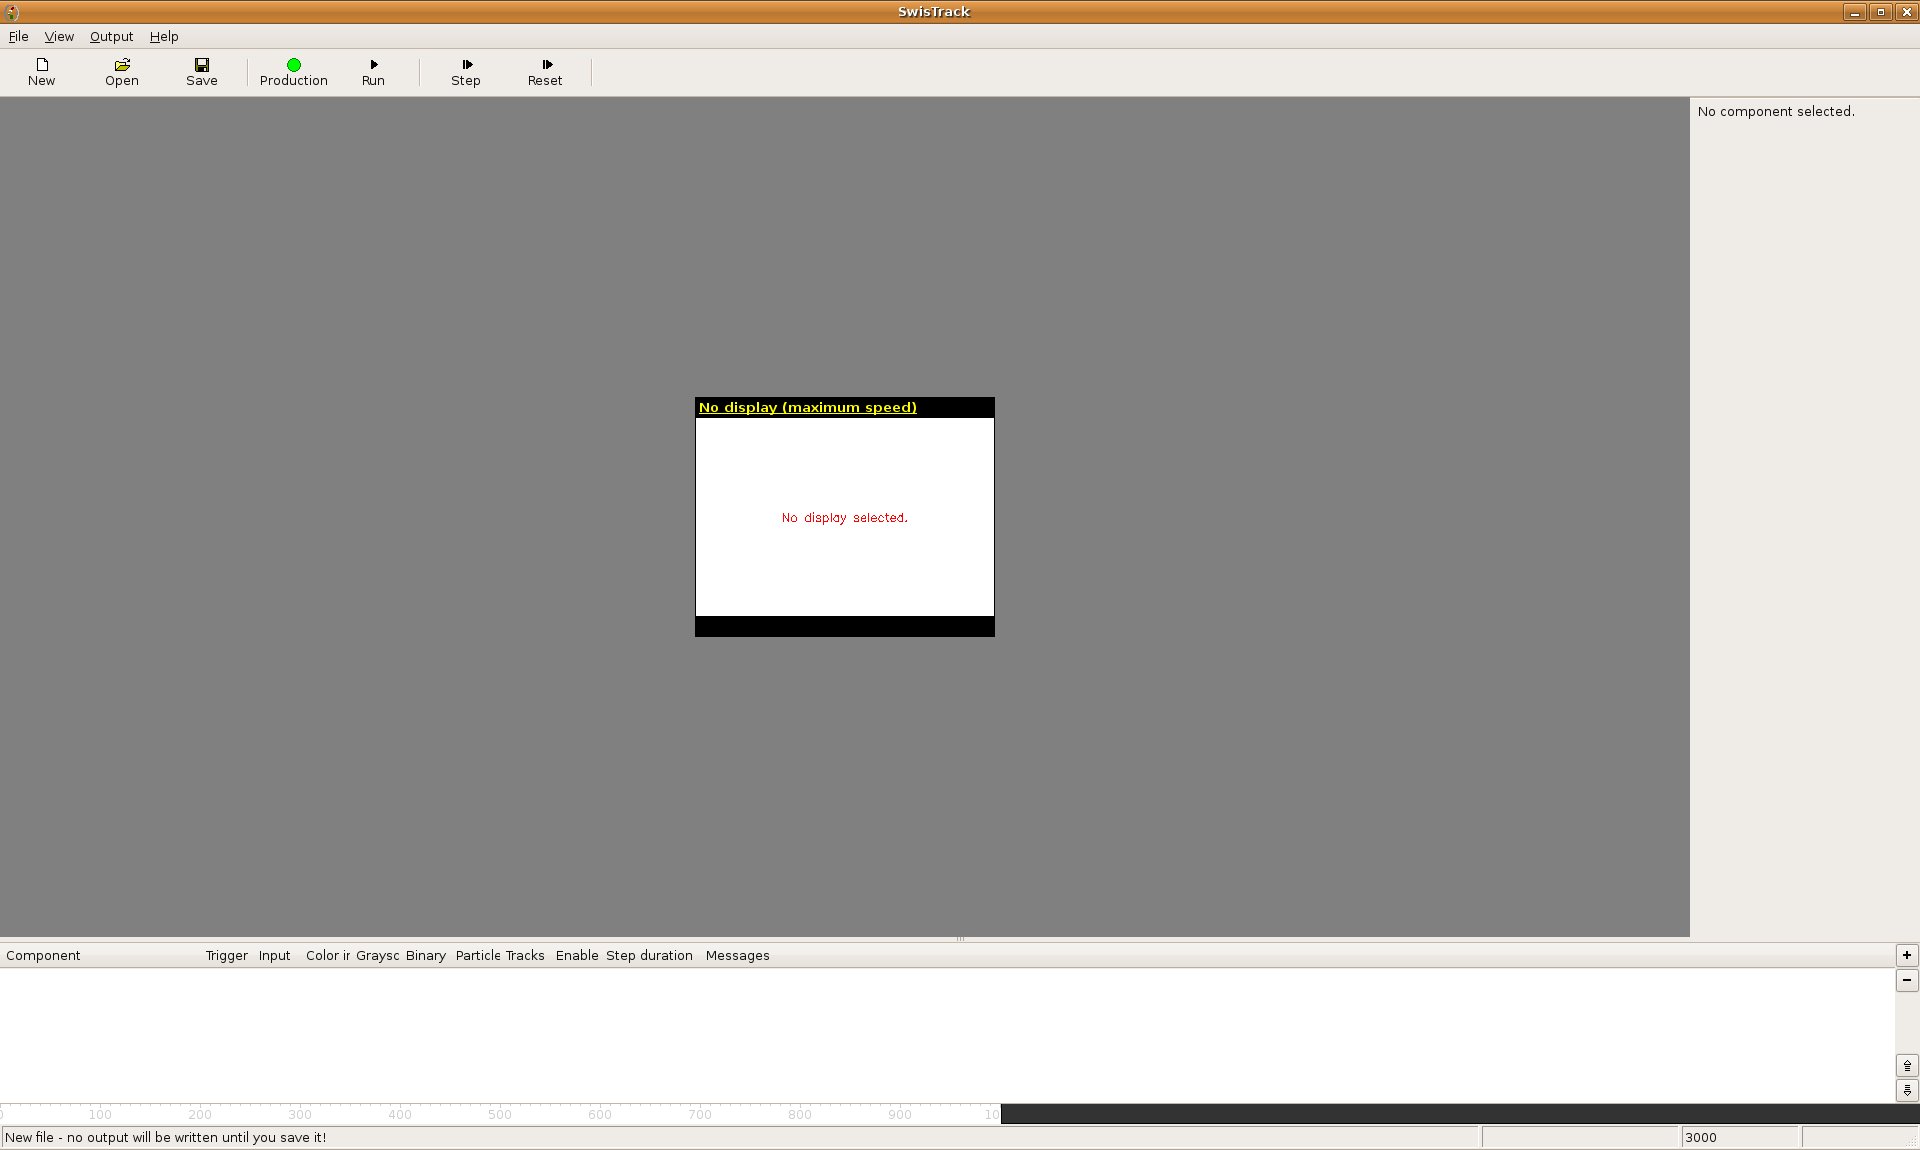 SwisTrack
File View Output Help
New Open Save Production Run Step Reset
No component selected.
No display (maximum speed)
No display selected.
Component Trigger Input Color ir Graysc Binary Particle Tracks Enable Step duration Messages
100 200 300 400 500 600 700 800 900 10
New file - no output will be written until you save it! 3000